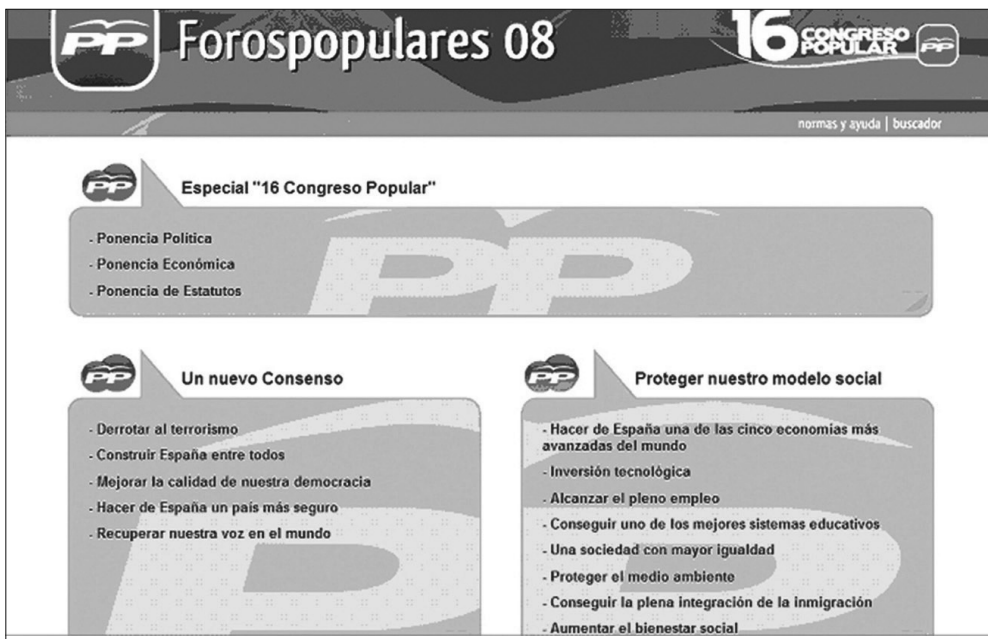 PP Forospopulares 08
16 CONGRESO
POPULAR PP
normas y ayuda | buscador
PP Especial "16 Congreso Popular"
- Ponencia Política
- Ponencia Económica
- Ponencia de Estatutos
PP
PP Un nuevo Consenso
- Derrotar al terrorismo
- Construir España entre todos
- Mejorar la calidad de nuestra democracia
- Hacer de España un país más seguro
- Recuperar nuestra voz en el mundo
PP Proteger nuestro modelo social
- Hacer de España una de las cinco economías más
avanzadas del mundo
- Inversión tecnológica
- Alcanzar el pleno empleo
- Conseguir uno de los mejores sistemas educativos
- Una sociedad con mayor igualdad
- Proteger el medio ambiente
- Conseguir la plena integración de la inmigración
- Aumentar el bienestar social